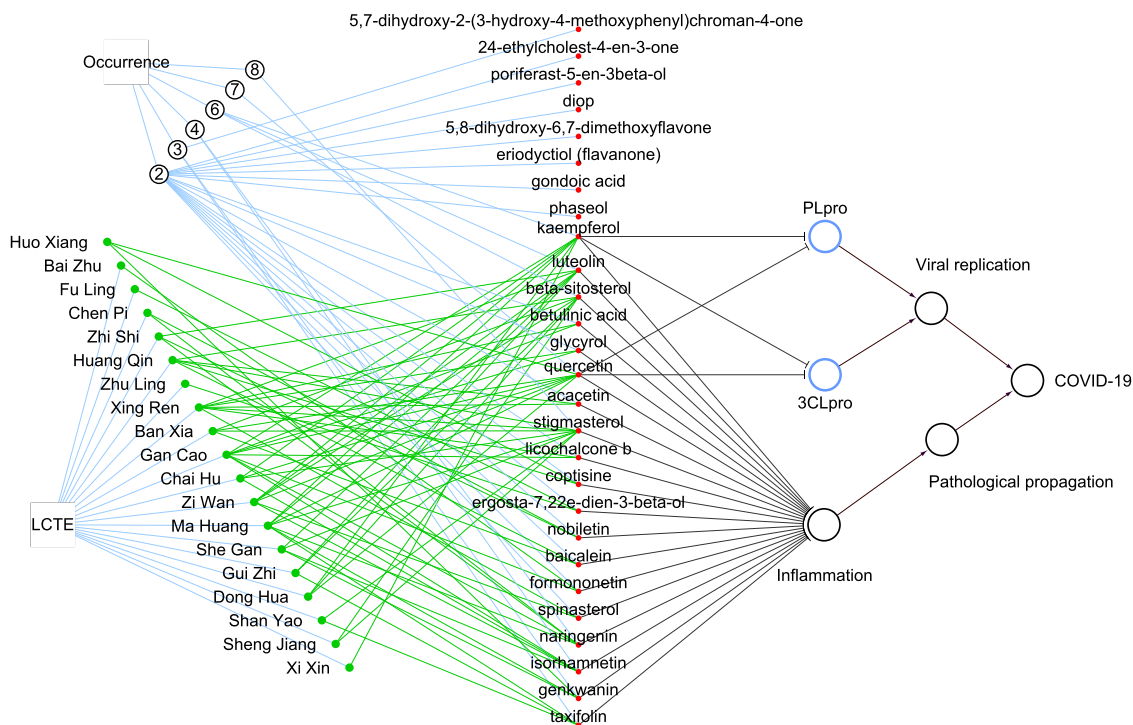 5,7-dihydroxy-2-(3-hydroxy-4-methoxyphenyl)chroman-4-one
24-ethylcholest-4-en-3-one
poriferast-5-en-3beta-ol
diop
5,8-dihydroxy-6,7-dimethoxyflavone
eriodyctiol (flavanone)
gondoic acid
phaseol
kaempferol
luteolin
beta-sitosterol
betulinic acid
glycyrol
quercetin
acacetin
stigmasterol
licochalcone b
coptisine
ergosta-7,22e-dien-3-beta-ol
nobiletin
baicalein
formononetin
spinasterol
naringenin
isorhamnetin
genkwanin
taxifolin
Occurrence
8
7
6
4
3
2
Huo Xiang
Bai Zhu
Fu Ling
Chen Pi
Zhi Shi
Huang Qin
Zhu Ling
Xing Ren
Ban Xia
Gan Cao
Chai Hu
Zi Wan
Ma Huang
She Gan
Gui Zhi
Dong Hua
Shan Yao
Sheng Jiang
Xi Xin
LCTE
PLpro
Viral replication
3CLpro
COVID-19
Pathological propagation
Inflammation